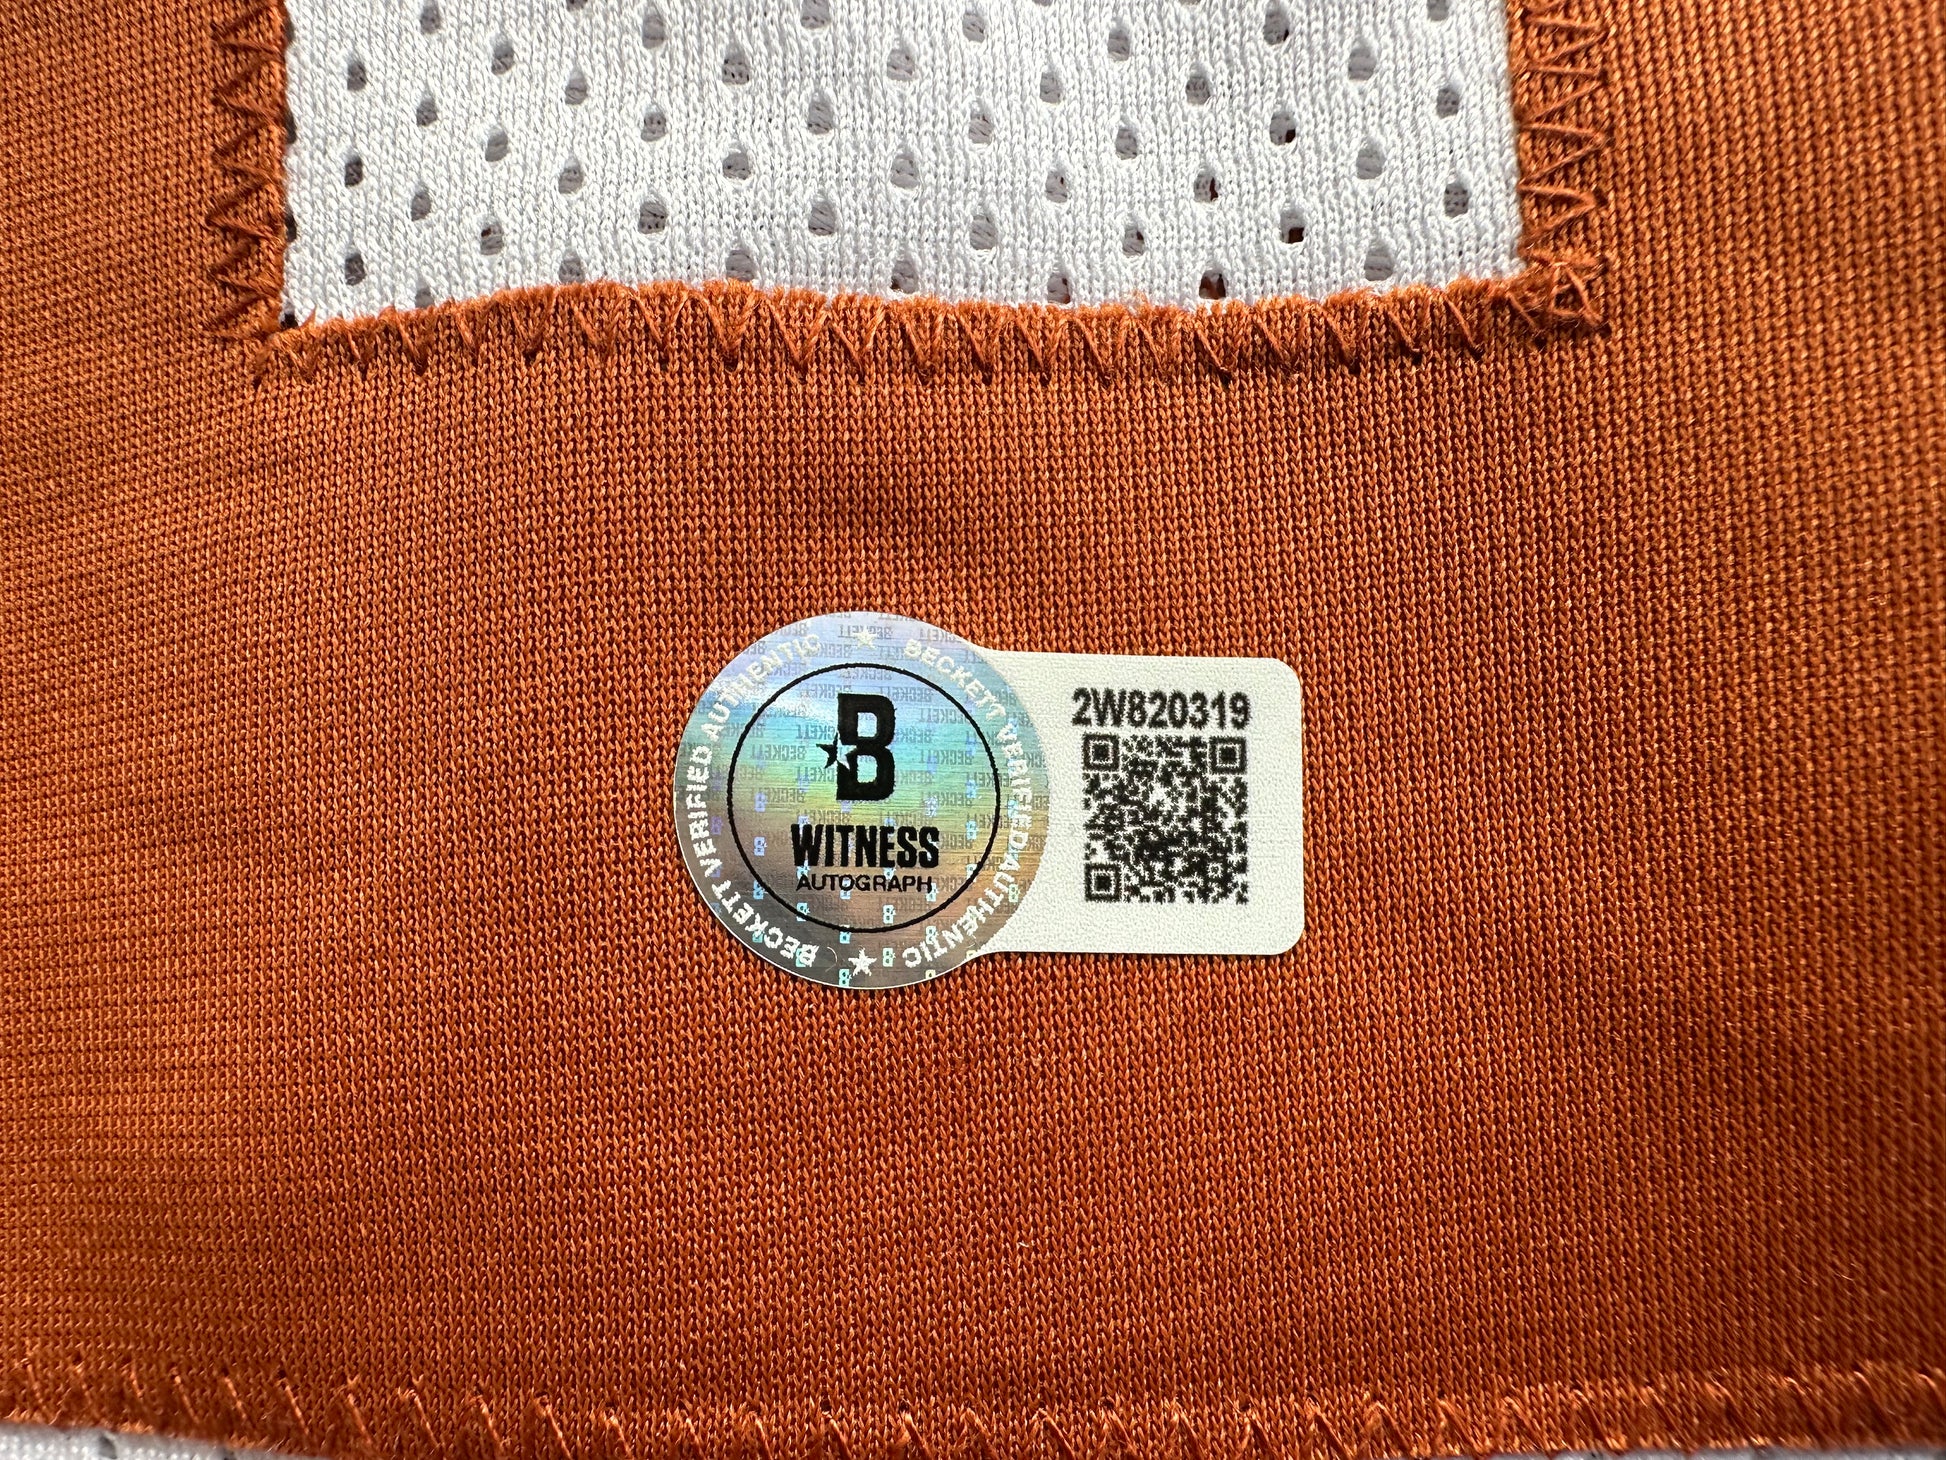 BECKETT VERIFIED AUTHENTIC ★ BECKETT VERIFIED AUTHENTIC ★
B
WITNESS
AUTOGRAPH
2W820319